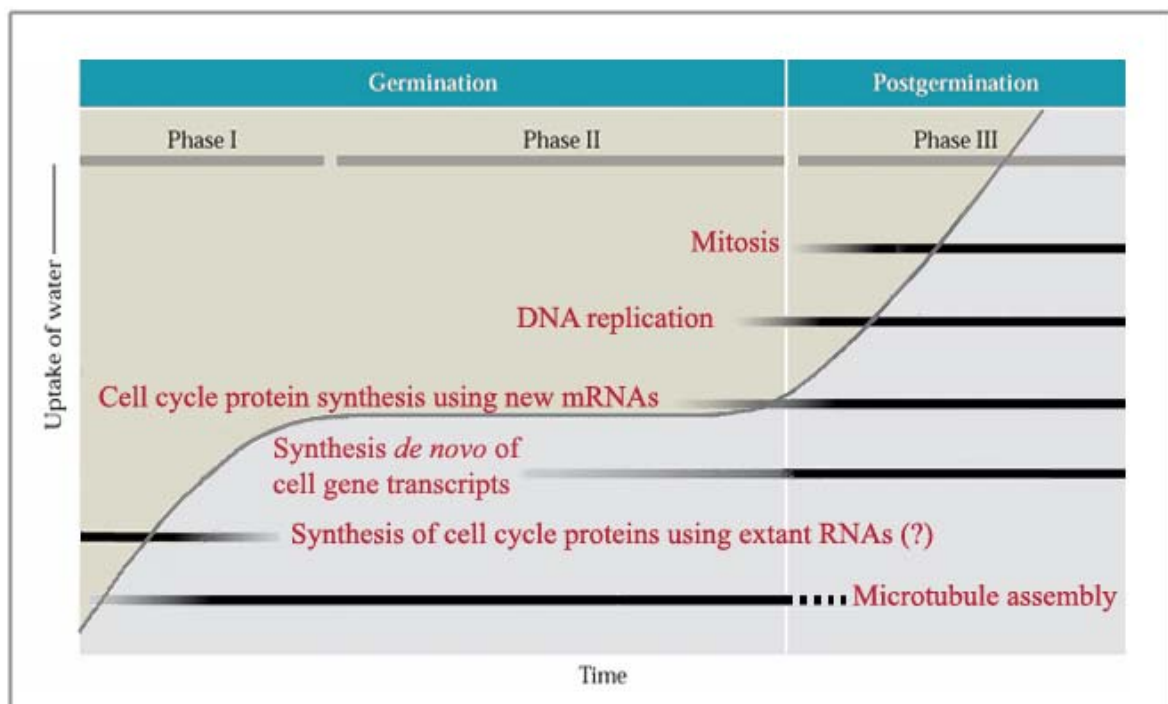 Germination
Postgermination
Phase I
Phase II
Phase III
Mitosis
DNA replication
Cell cycle protein synthesis using new mRNAs
Synthesis de novo of
cell gene transcripts
Synthesis of cell cycle proteins using extant RNAs (?)
Microtubule assembly
Uptake of water
Time